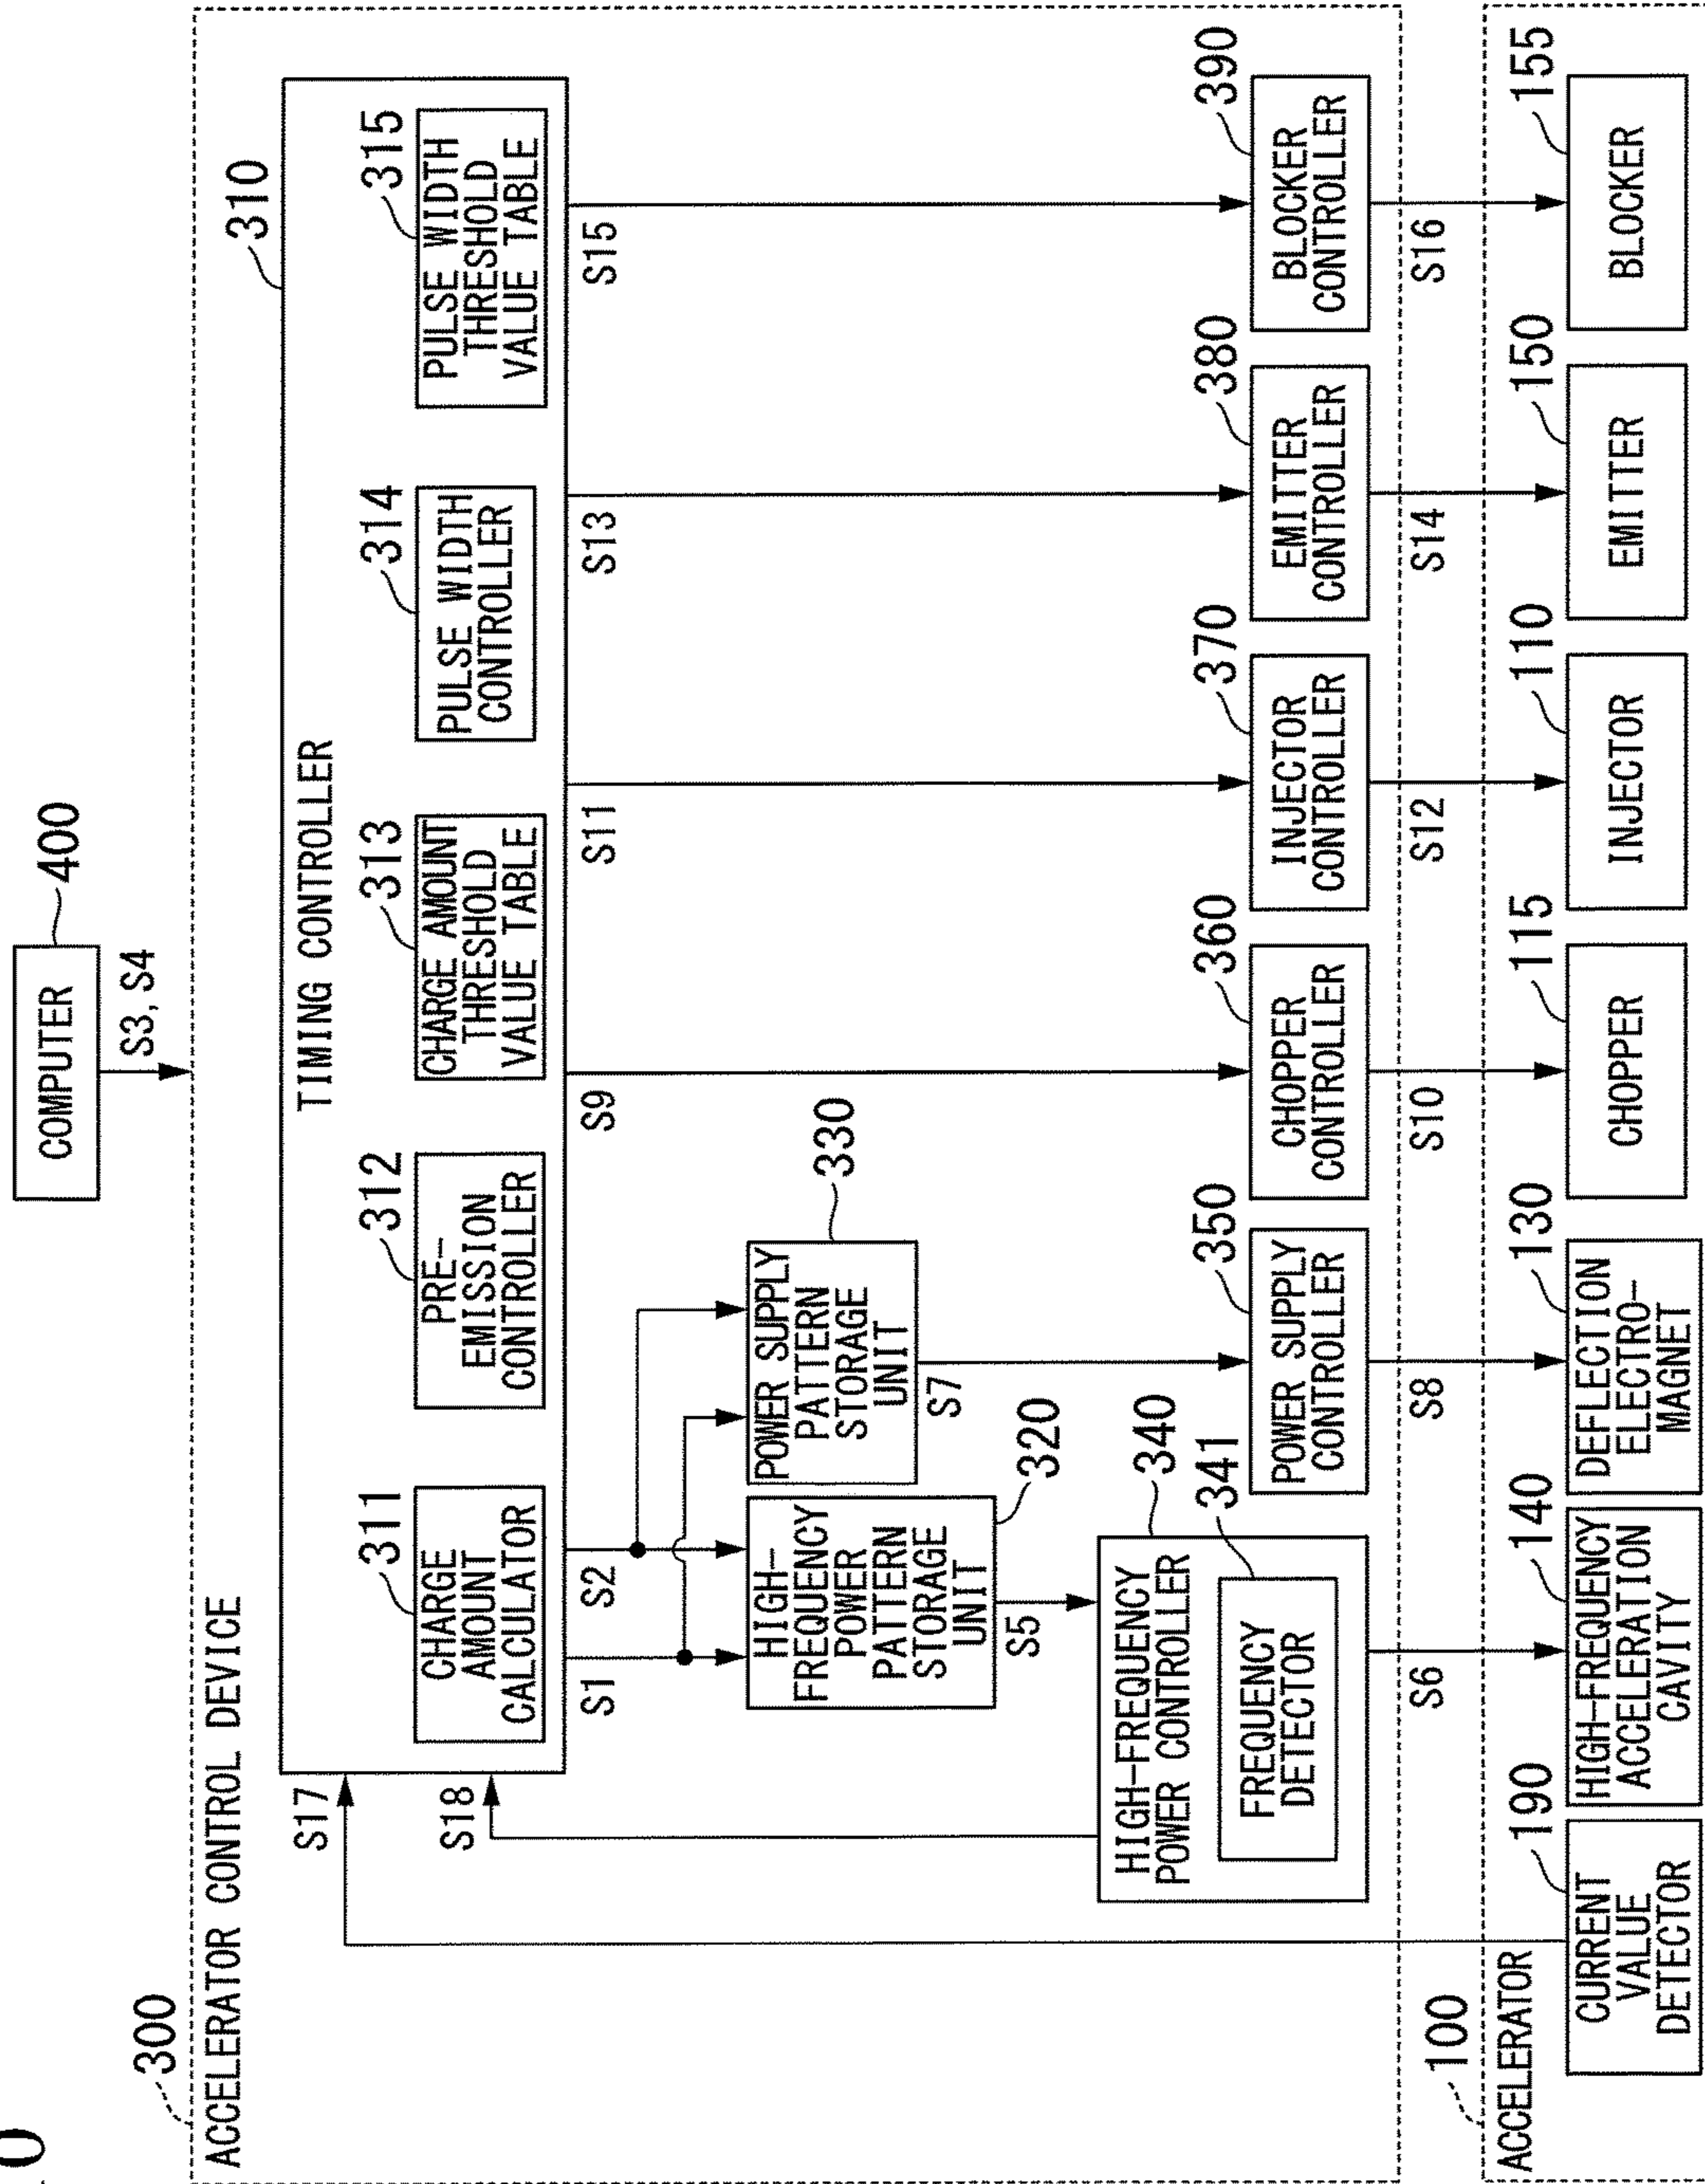 COMPUTER
400
S3, S4
300
ACCELERATOR CONTROL DEVICE
310
TIMING CONTROLLER
S17
S18
311
CHARGE
AMOUNT
CALCULATOR
312
PRE-
EMISSION
CONTROLLER
313
CHARGE AMOUNT
THRESHOLD
VALUE TABLE
314
PULSE WIDTH
CONTROLLER
315
PULSE WIDTH
THRESHOLD
VALUE TABLE
S1
S2
S9
S11
S13
S15
HIGH-
FREQUENCY
POWER
PATTERN
STORAGE
UNIT
320
POWER SUPPLY
PATTERN
STORAGE
UNIT
330
S5
S7
HIGH-FREQUENCY
POWER CONTROLLER
340
FREQUENCY
DETECTOR
341
POWER SUPPLY
CONTROLLER
350
CHOPPER
CONTROLLER
360
INJECTOR
CONTROLLER
370
EMITTER
CONTROLLER
380
BLOCKER
CONTROLLER
390
S6
S8
S10
S12
S14
S16
100
ACCELERATOR
CURRENT
VALUE
DETECTOR
190
HIGH-FREQUENCY
ACCELERATION
CAVITY
140
DEFLECTION
ELECTRO-
MAGNET
130
CHOPPER
115
INJECTOR
110
EMITTER
150
BLOCKER
155